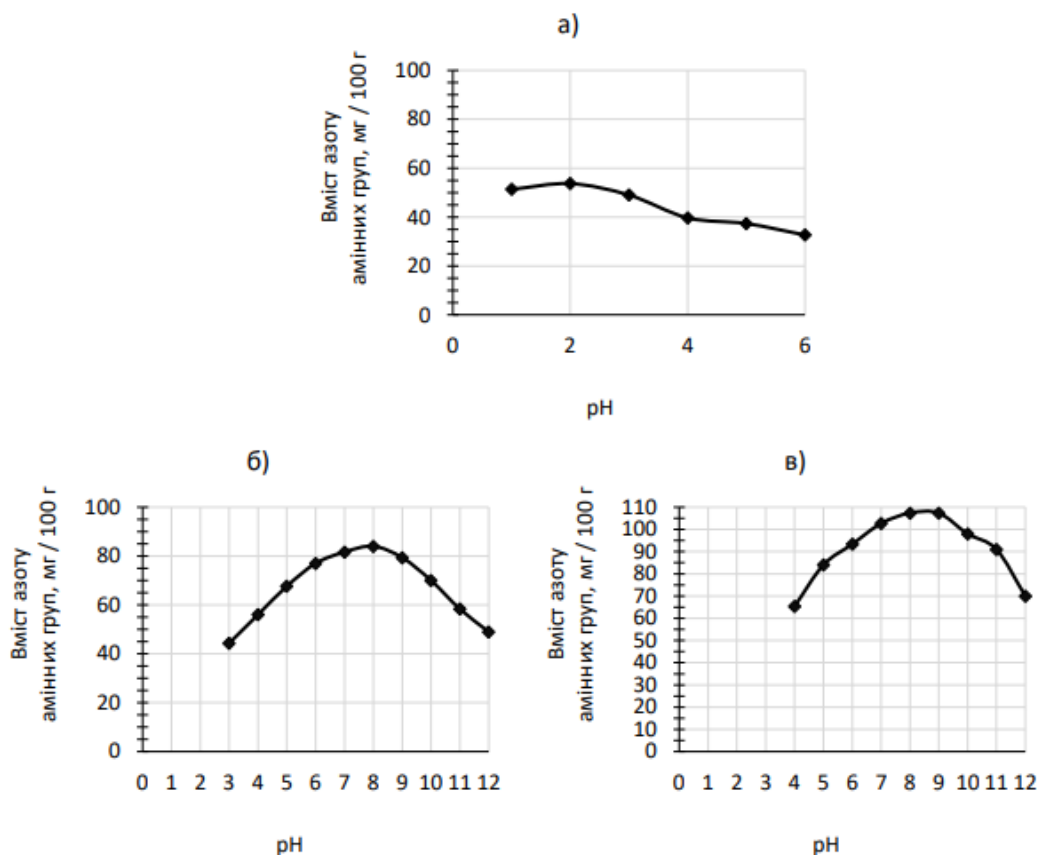 а)
Вміст азоту
амінних груп, мг / 100 г
100
80
60
40
20
0
0 2 4 6
pH
б)
Вміст азоту
амінних груп, мг / 100 г
100
80
60
40
20
0
0 1 2 3 4 5 6 7 8 9 10 11 12
pH
в)
Вміст азоту
амінних груп, мг / 100 г
110
100
90
80
70
60
50
40
30
20
10
0
0 1 2 3 4 5 6 7 8 9 10 11 12
pH